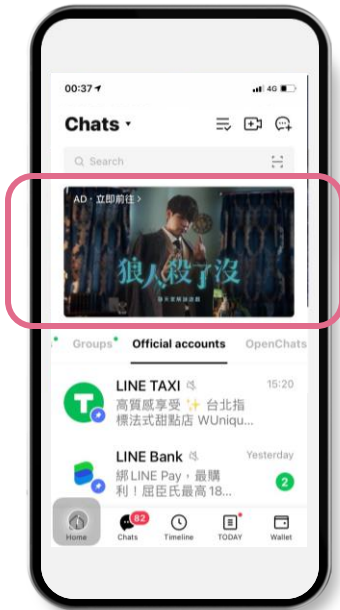 00:37
4G
Chats
Search
AD · 立即前往 >
狼人殺了沒
Groups Official accounts OpenChats
LINE TAXI 15:20
高質感享受 ✨ 台北指
標法式甜點店 WUniqu...
LINE Bank Yesterday
綁 LINE Pay，最購
利！屈臣氏最高 18...
2
82
Home Chats Timeline TODAY Wallet